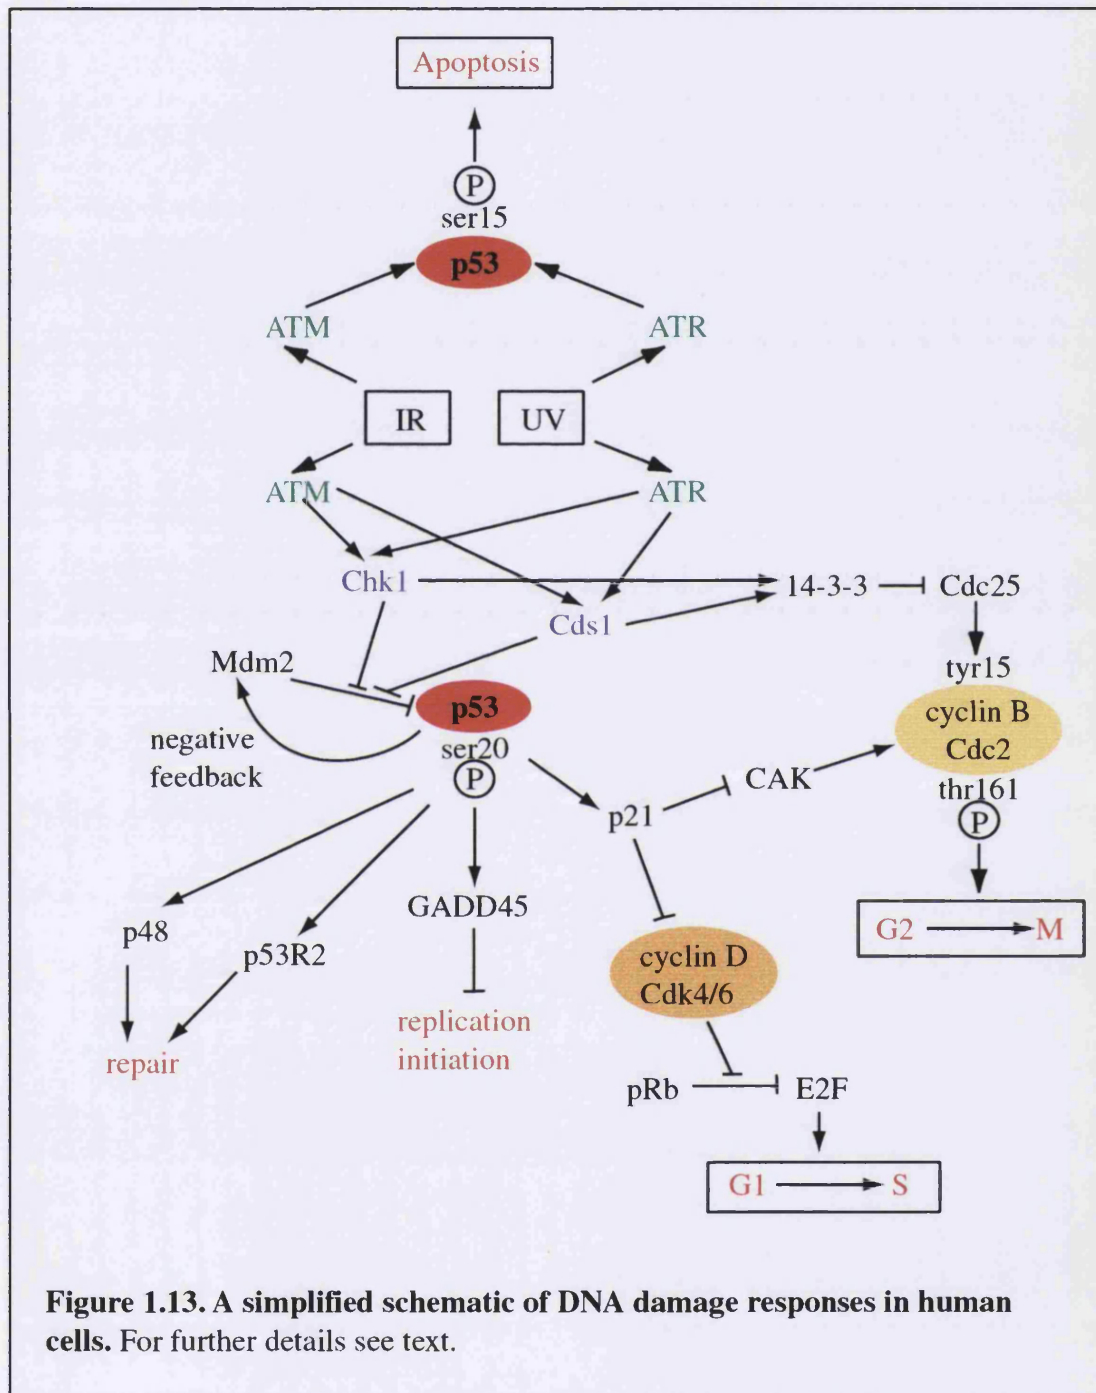 Apoptosis
P
ser15
p53
ATM
ATR
IR
UV
ATM
ATR
Chk1
14-3-3
Cdc25
Cds1
Mdm2
tyr15
p53
cyclin B
Cdc2
negative
feedback
ser20
P
CAK
thr161
P
p21
GADD45
G2
M
p48
p53R2
cyclin D
Cdk4/6
replication
initiation
repair
pRb
E2F
G1
S
Figure 1.13. A simplified schematic of DNA damage responses in human
cells. For further details see text.